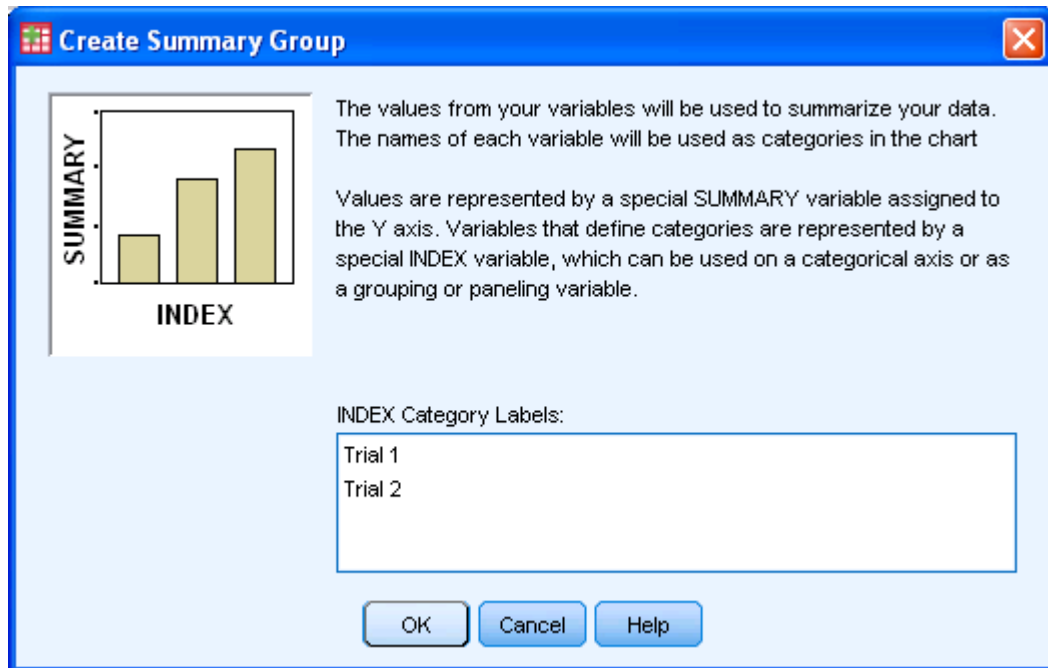 Create Summary Group
SUMMARY
INDEX
The values from your variables will be used to summarize your data.
The names of each variable will be used as categories in the chart
Values are represented by a special SUMMARY variable assigned to
the Y axis. Variables that define categories are represented by a
special INDEX variable, which can be used on a categorical axis or as
a grouping or paneling variable.
INDEX Category Labels:
Trial 1
Trial 2
OK
Cancel
Help